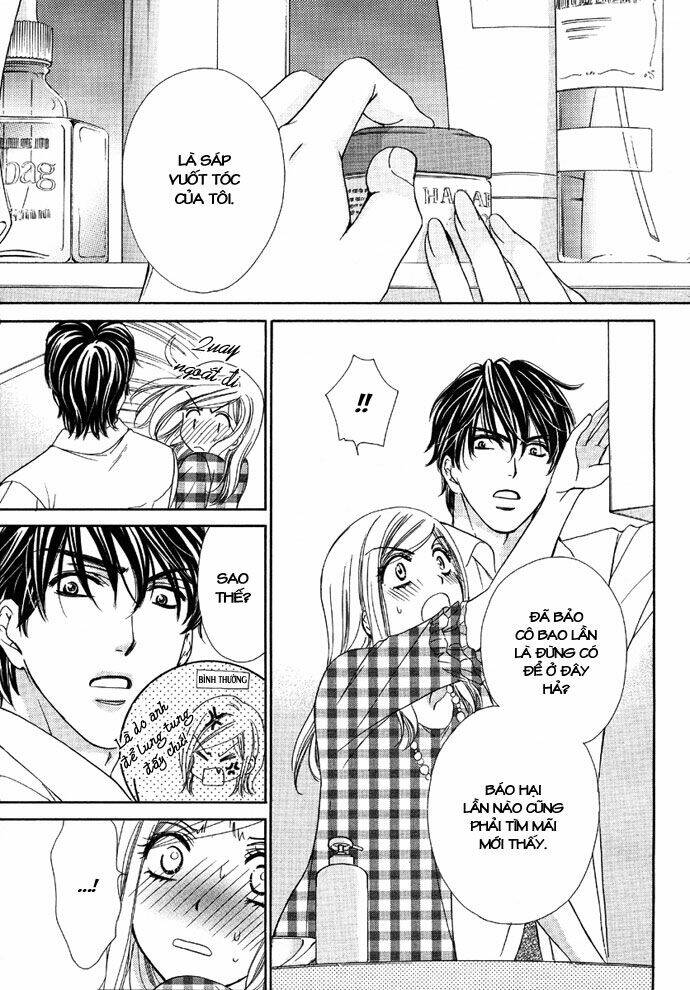 bag
LÀ SÁP
VUỐT TÓC
CỦA TÔI.
!!
ĐÃ BẢO
CÔ BAO LẦN
LÀ ĐỪNG CÓ
ĐỂ Ở ĐÂY
HẢ?
BÁO HẠI
LẦN NÀO CŨNG
PHẢI TÌM MÃI
MỚI THẤY.
Quay
ngoắt đi
SAO
THẾ?
BÌNH THƯỜNG
Là do anh
để lung tung
đấy chứ!
....!